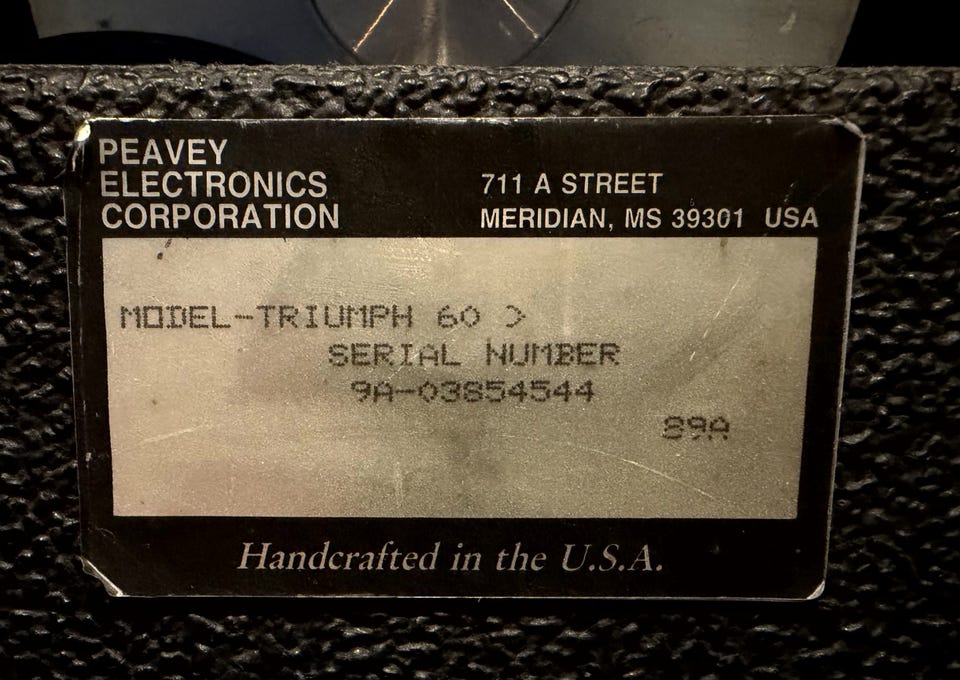 PEAVEY
ELECTRONICS
CORPORATION
711 A STREET
MERIDIAN, MS 39301 USA
MODEL-TRIUMPH 60 >
SERIAL NUMBER
9A-03854544
89A
Handcrafted in the U.S.A.